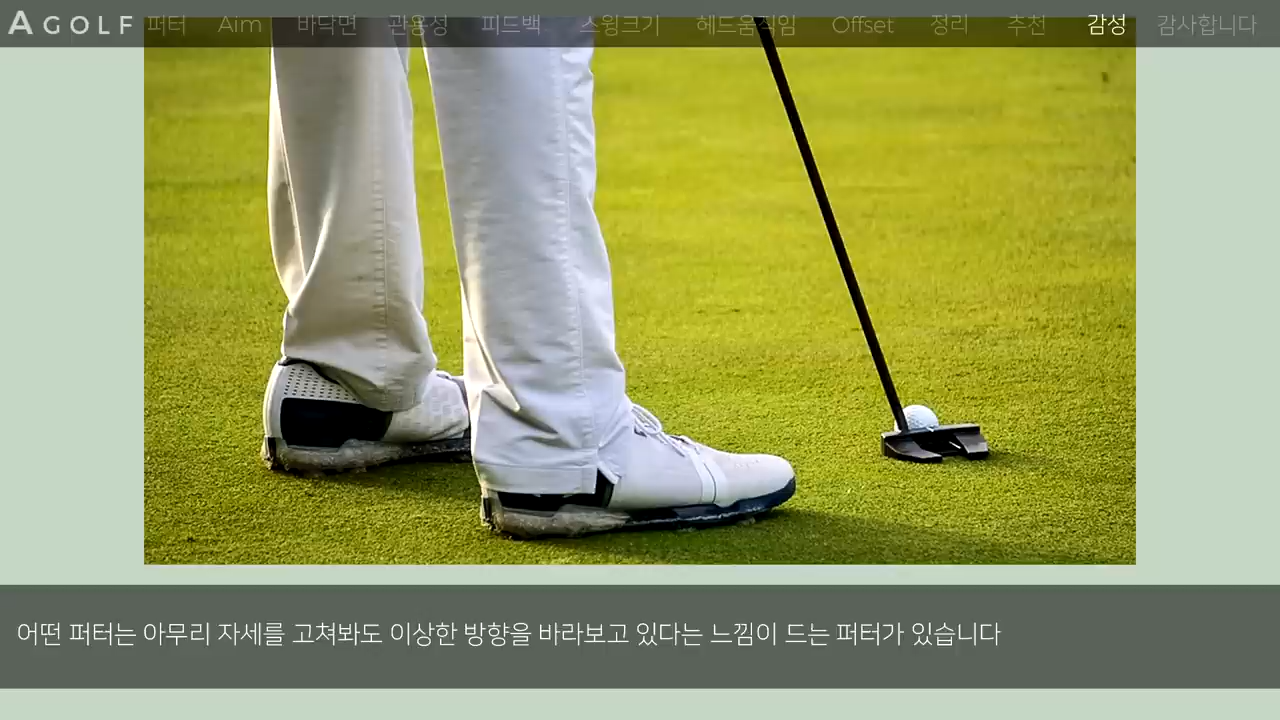 A GOLF 퍼터 Aim 바닥면 관용성 피드백 스윙크기 헤드움직임 Offset 정리 추천 감성 감사합니다
어떤 퍼터는 아무리 자세를 고쳐봐도 이상한 방향을 바라보고 있다는 느낌이 드는 퍼터가 있습니다